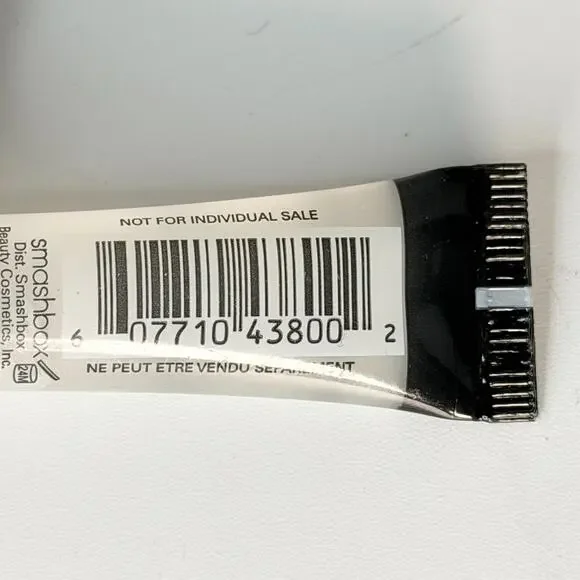 NOT FOR INDIVIDUAL SALE
6 07710 43800 2
NE PEUT ETRE VENDU SEPAREMENT
smashbox
Dist. Smashbox
Beauty Cosmetics, Inc.
24M